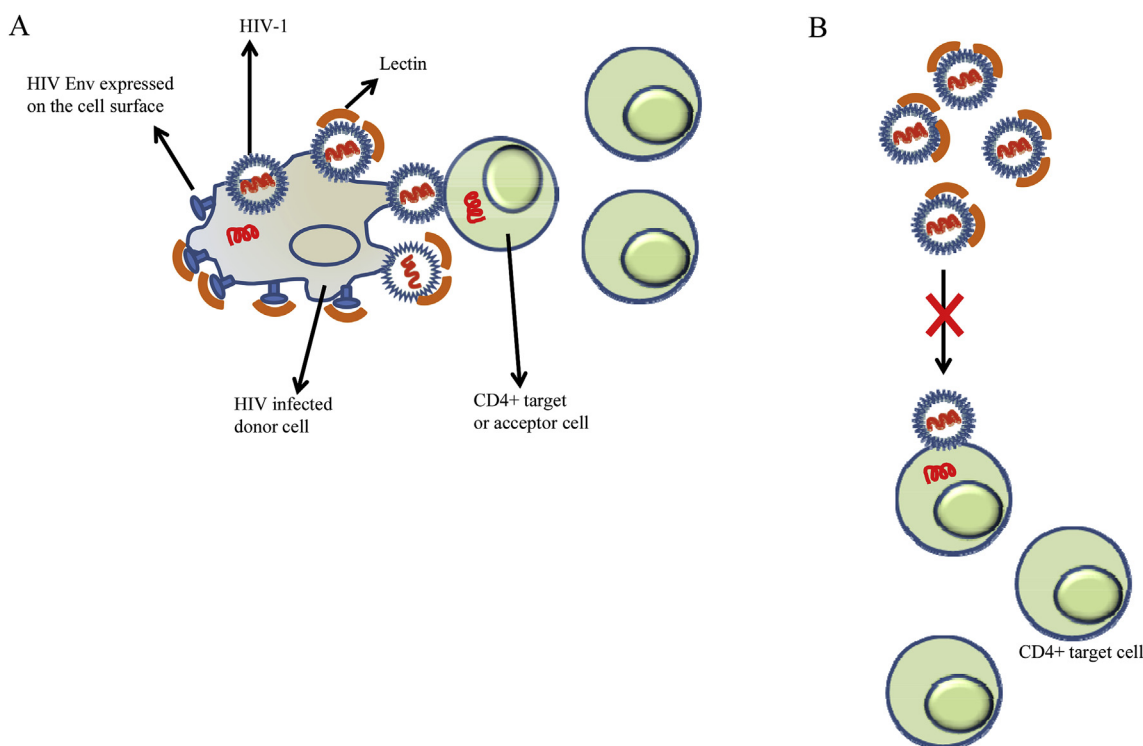 A
HIV-1
Lectin
HIV Env expressed
on the cell surface
HIV infected
donor cell
CD4+ target
or acceptor cell
B
CD4+ target cell